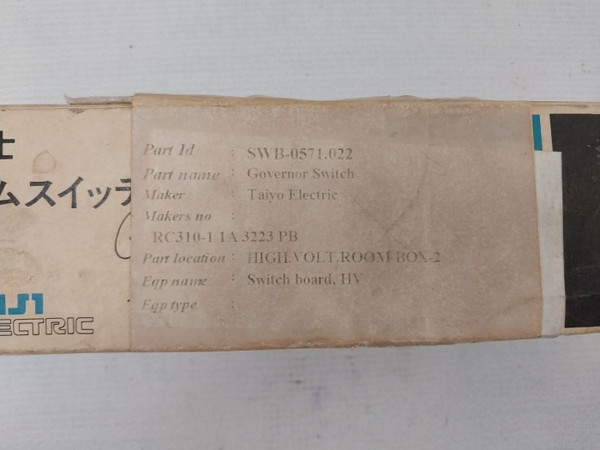 士
ムスイッチ
Part Id : SWB-0571.022
Part name : Governor Switch
Maker : Taiyo Electric
Makers no :
RC310-1 1A 3223 PB
Part location : HIGH.VOLT.ROOM BOX-2
Eqp name : Switch board, HV
Eqp type :
ECTRIC